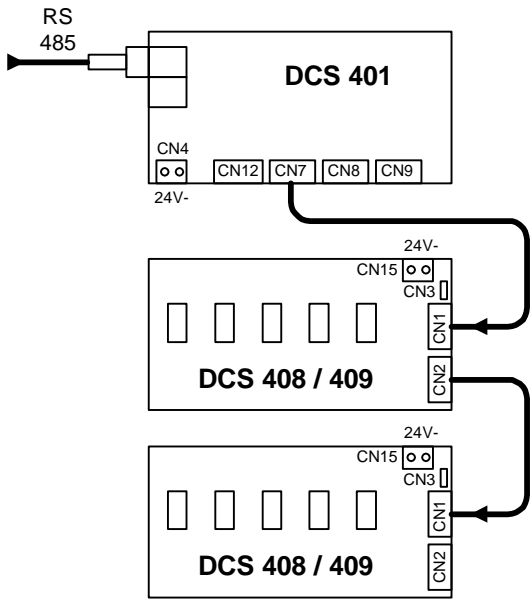 RS
485
DCS 401
CN4
CN12 CN7 CN8 CN9
24V-
24V-
CN15
CN3
CN1
CN2
DCS 408 / 409
24V-
CN15
CN3
CN1
CN2
DCS 408 / 409